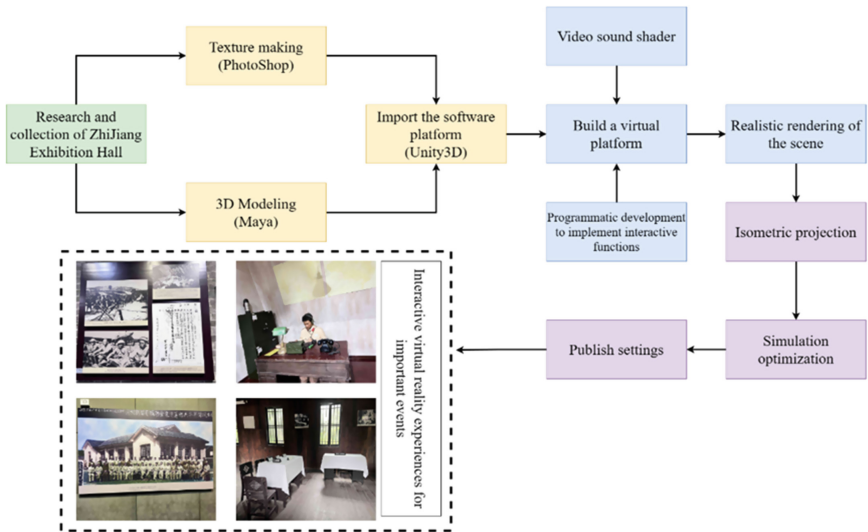 Texture making
(PhotoShop)
Video sound shader
Research and
collection of ZhiJiang
Exhibition Hall
Import the software
platform
(Unity3D)
Build a virtual
platform
Realistic rendering of
the scene
3D Modeling
(Maya)
Programmatic development
to implement interactive
functions
Isometric projection
Interactive virtual reality experiences for
important events
Publish settings
Simulation
optimization